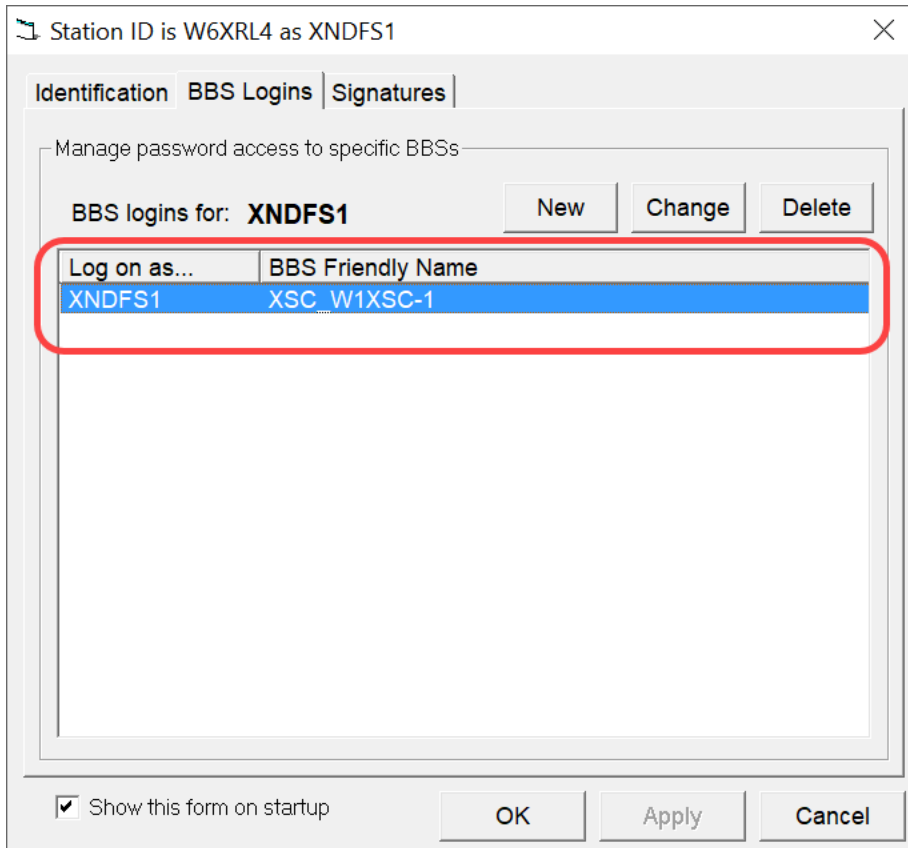 Station ID is W6XRL4 as XNDFS1
Identification BBS Logins Signatures
Manage password access to specific BBSs
BBS logins for: XNDFS1 New Change Delete
Log on as... BBS Friendly Name
XNDFS1 XSC_W1XSC-1
Show this form on startup OK Apply Cancel